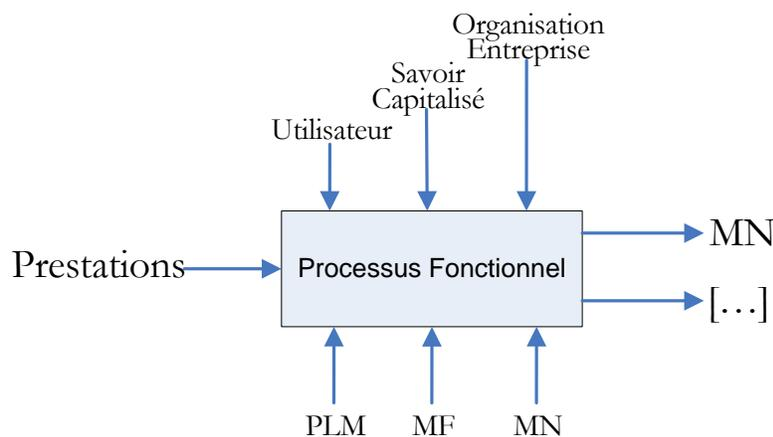 Organisation
Entreprise
Savoir
Capitalisé
Utilisateur
Prestations
Processus Fonctionnel
MN
[…]
PLM
MF
MN